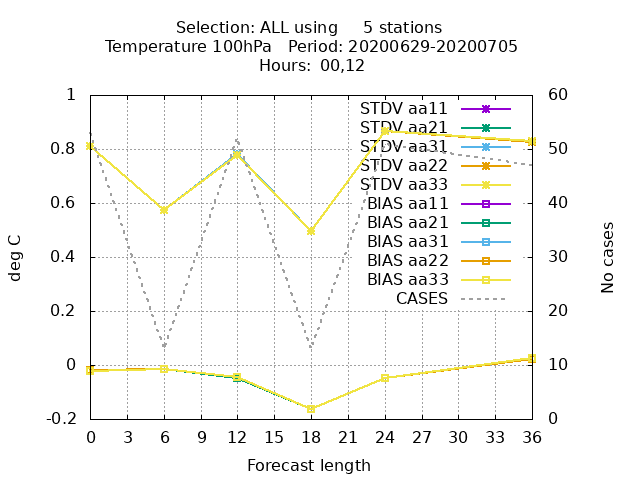 Selection: ALL using     5 stations
Temperature 100hPa   Period: 20200629-20200705
Hours: 00,12
1
0.8
0.6
0.4
0.2
0
-0.2
deg C
60
50
40
30
20
10
0
No cases
STDV aa11
STDV aa21
STDV aa31
STDV aa22
STDV aa33
BIAS aa11
BIAS aa21
BIAS aa31
BIAS aa22
BIAS aa33
CASES
0 3 6 9 12 15 18 21 24 27 30 33 36
Forecast length